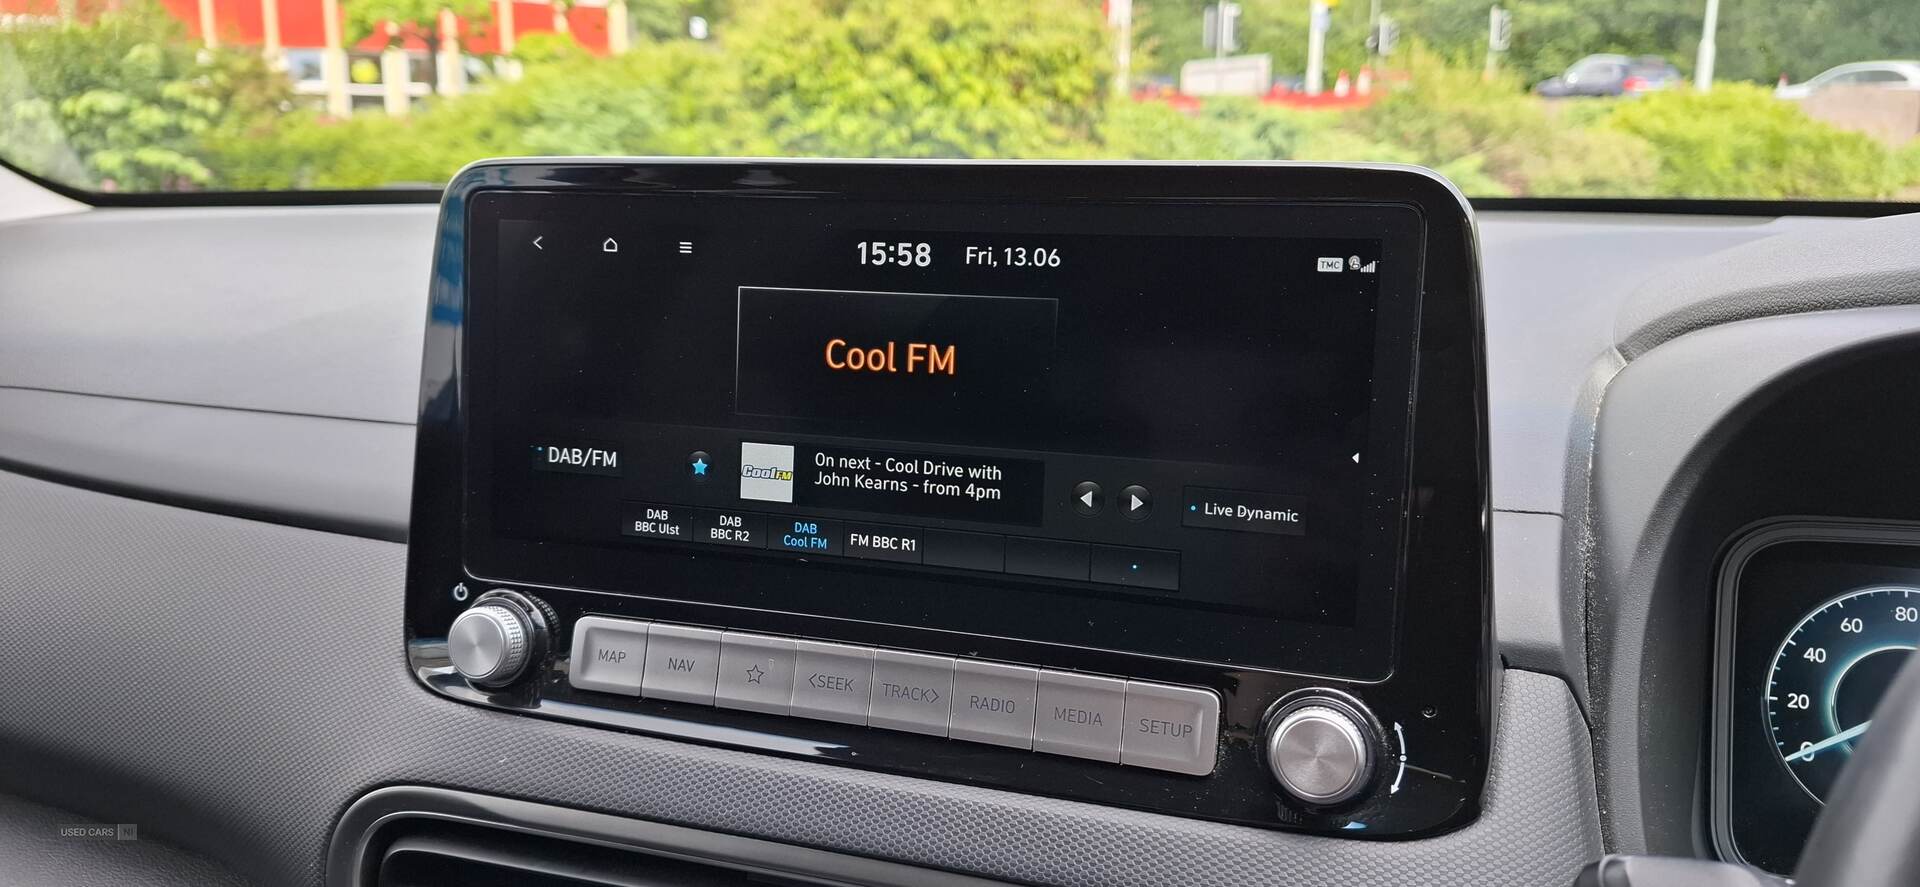 15:58 Fri, 13.06
TMC
Cool FM
DAB/FM
CoolFM
On next - Cool Drive with
John Kearns - from 4pm
Live Dynamic
DAB
BBC Ulst
DAB
BBC R2
DAB
Cool FM
FM BBC R1
MAP
NAV
<SEEK
TRACK>
RADIO
MEDIA
SETUP
80
60
40
20
0
USED CARS NI